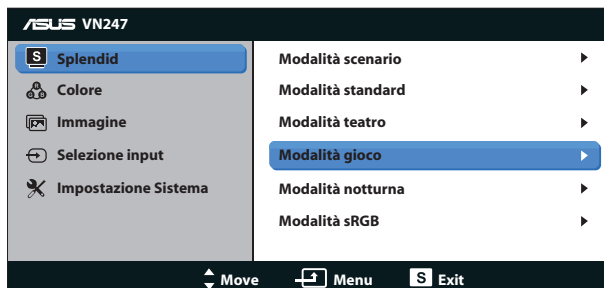 ASUS VN247
S Splendid
Colore
Immagine
Selezione input
Impostazione Sistema
Modalità scenario
Modalità standard
Modalità teatro
Modalità gioco
Modalità notturna
Modalità sRGB
Move Menu S Exit